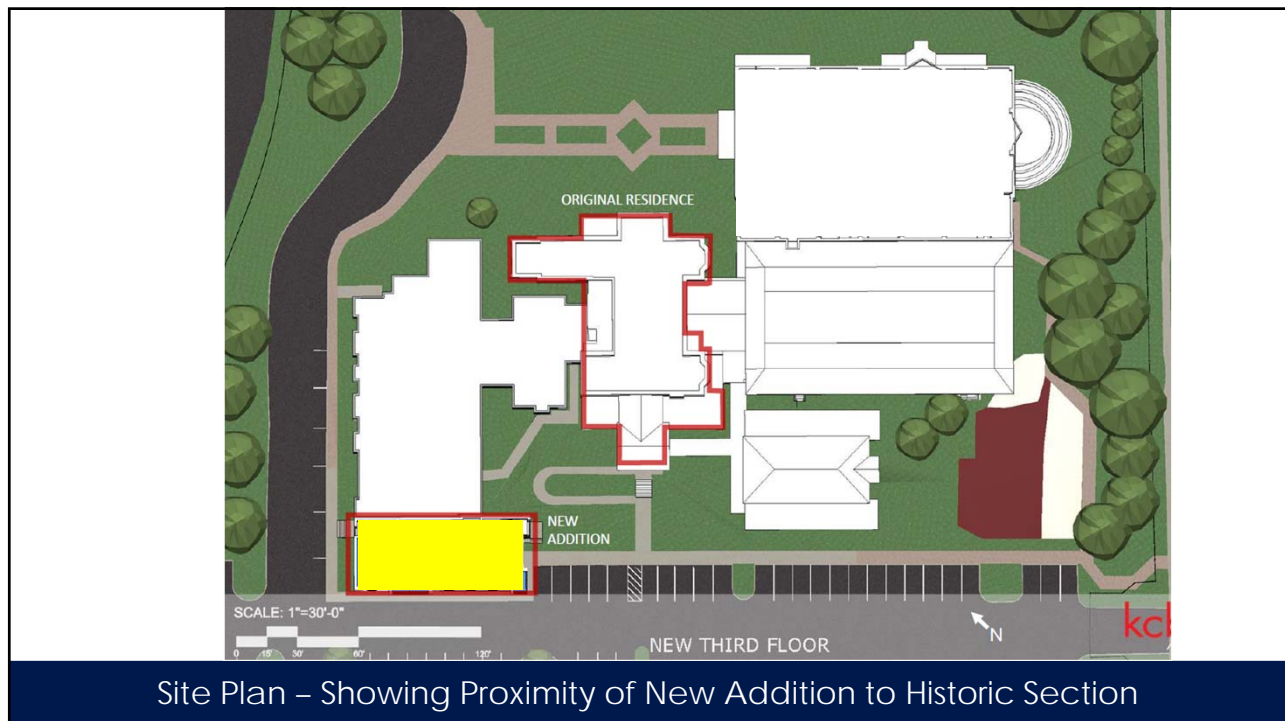 ORIGINAL RESIDENCE
NEW
ADDITION
SCALE: 1"=30'-0"
0 15' 30' 60' 120'
NEW THIRD FLOOR
N
Site Plan – Showing Proximity of New Addition to Historic Section